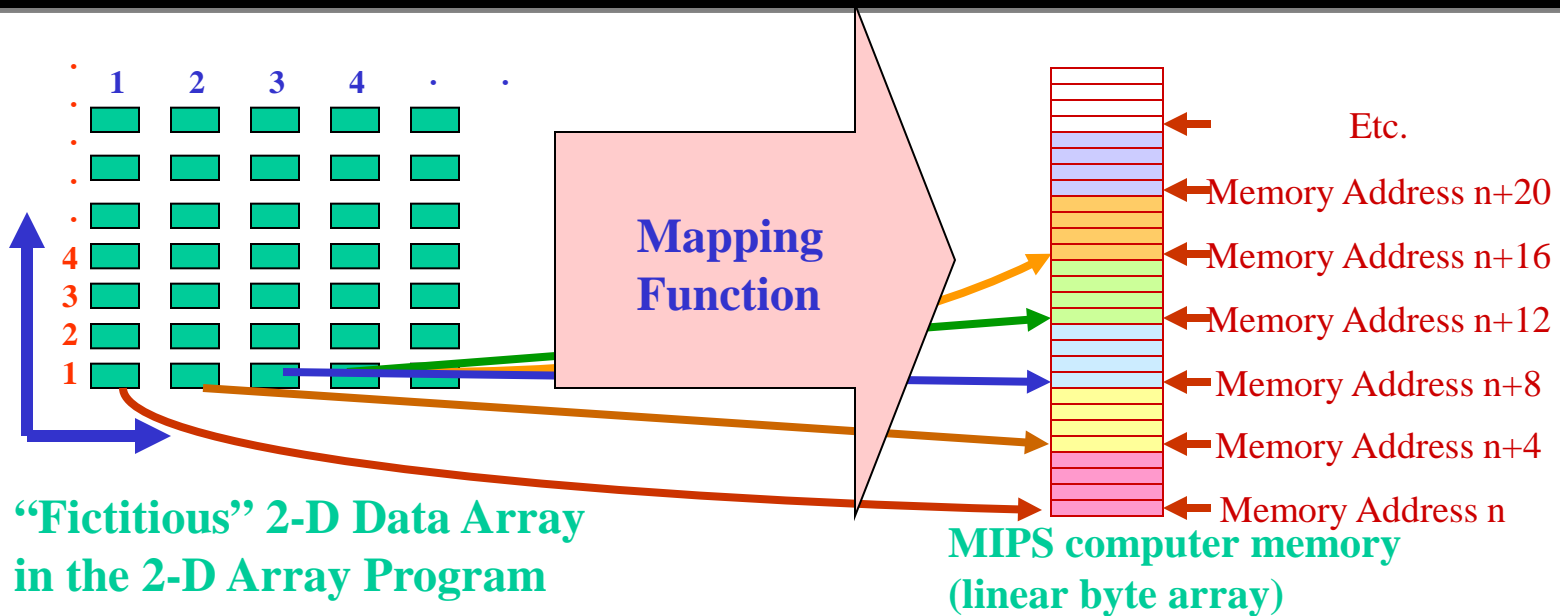 1 2 3 4 . .
.
.
.
.
.
4
3
2
1
Mapping
Function
Etc.
Memory Address n+20
Memory Address n+16
Memory Address n+12
Memory Address n+8
Memory Address n+4
Memory Address n
“Fictitious” 2-D Data Array
in the 2-D Array Program
MIPS computer memory
(linear byte array)